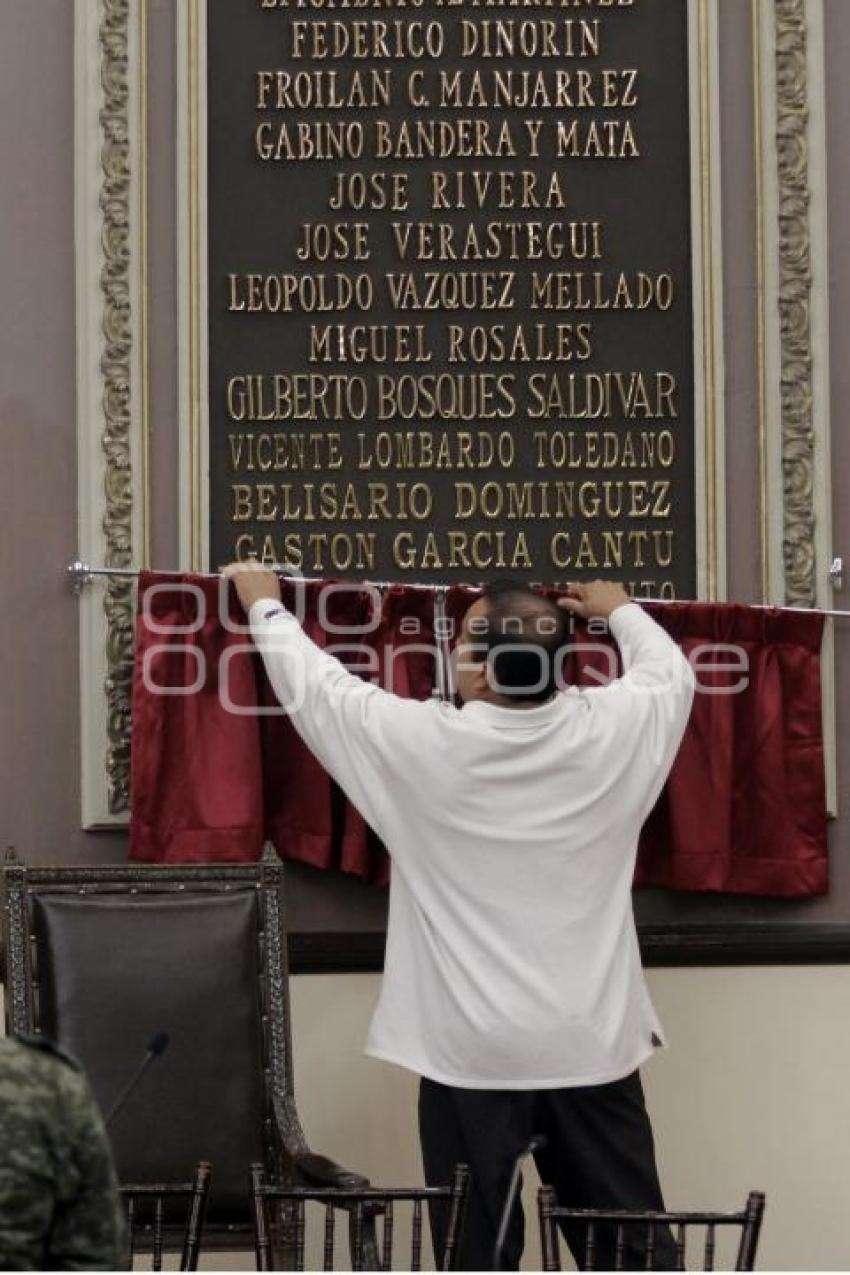 FEDERICO DINORIN
FROILAN C. MANJARREZ
GABINO BANDERA Y MATA
JOSE RIVERA
JOSE VERASTEGUI
LEOPOLDO VAZQUEZ MELLADO
MIGUEL ROSALES
GILBERTO BOSQUES SALDIVAR
VICENTE LOMBARDO TOLEDANO
BELISARIO DOMINGUEZ
GASTON GARCIA CANTU
agencia
enfoque